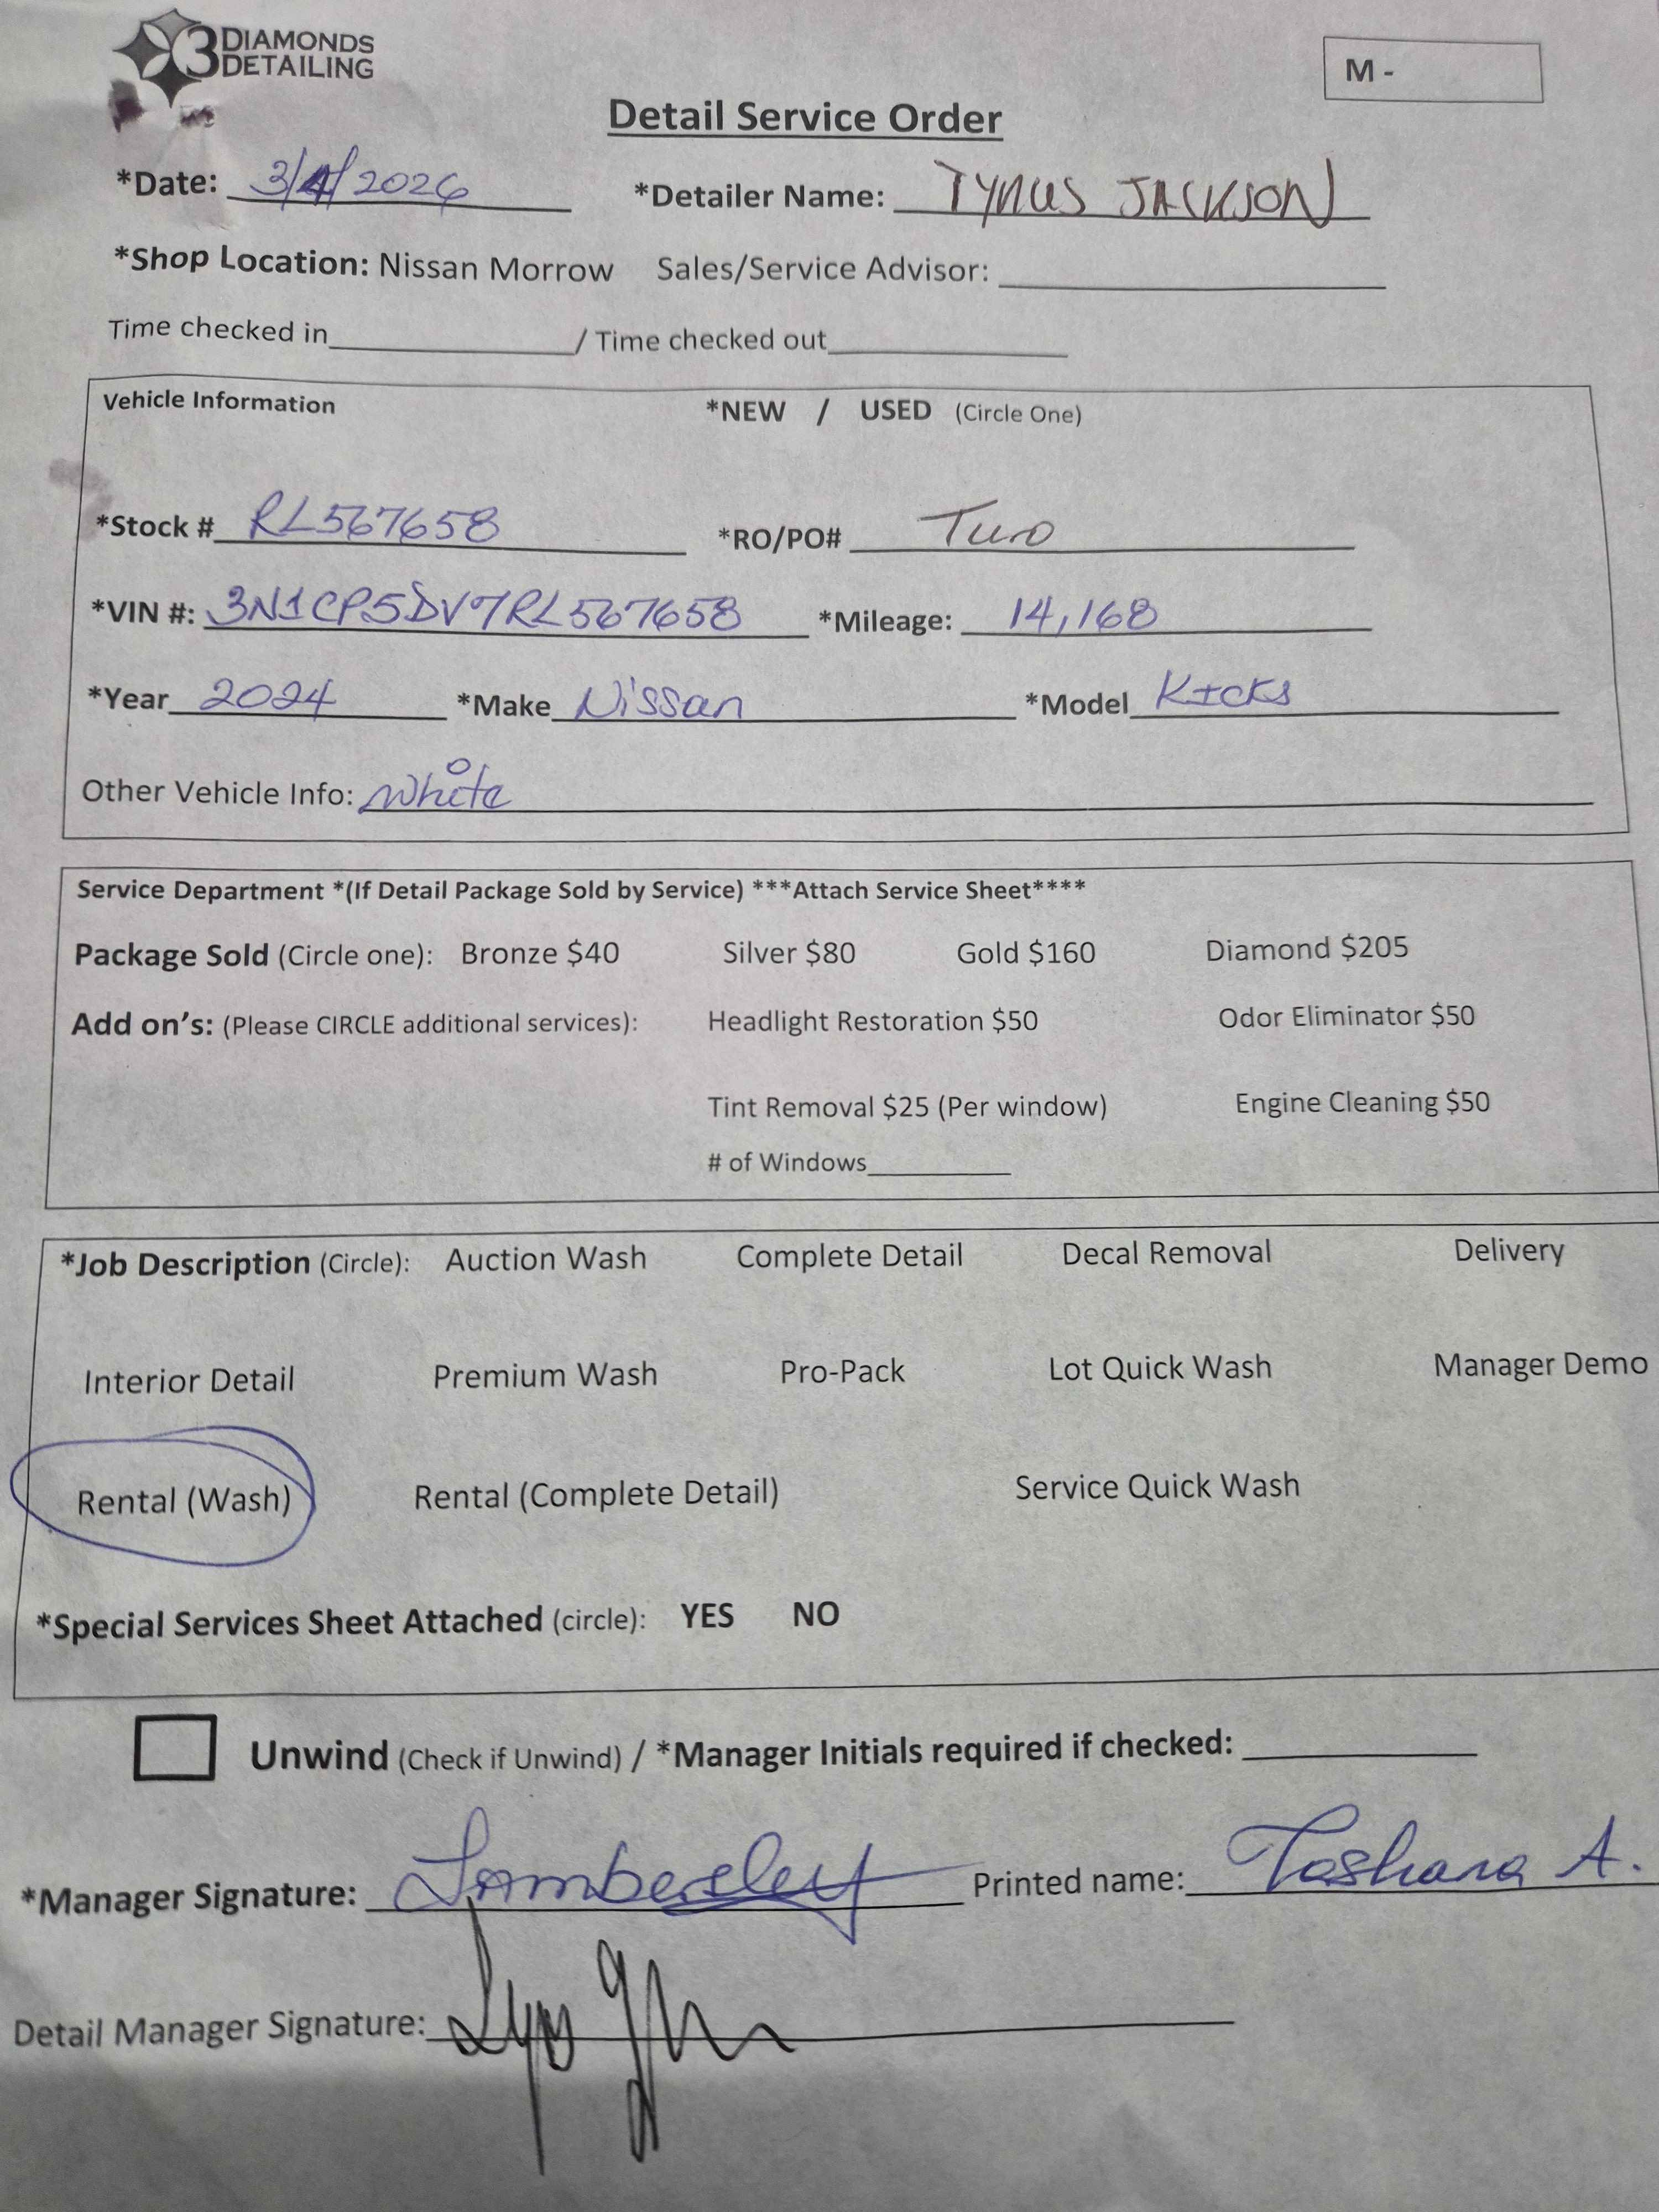 3 DIAMONDS
DETAILING
M -
Detail Service Order
*Date: 3/4/2026 *Detailer Name: TYNUS JACKSON
*Shop Location: Nissan Morrow Sales/Service Advisor:
Time checked in / Time checked out
Vehicle Information *NEW / USED (Circle One)
*Stock # RL567658 *RO/PO# Two
*VIN #: 3N1CP5DV7RL567658 *Mileage: 14,168
*Year 2024 *Make Nissan *Model Kicks
Other Vehicle Info: White
Service Department *(If Detail Package Sold by Service) ***Attach Service Sheet****
Package Sold (Circle one): Bronze $40 Silver $80 Gold $160 Diamond $205
Add on's: (Please CIRCLE additional services): Headlight Restoration $50 Odor Eliminator $50
Tint Removal $25 (Per window) Engine Cleaning $50
# of Windows
*Job Description (Circle): Auction Wash Complete Detail Decal Removal Delivery
Interior Detail Premium Wash Pro-Pack Lot Quick Wash Manager Demo
Rental (Wash) Rental (Complete Detail) Service Quick Wash
*Special Services Sheet Attached (circle): YES NO
Unwind (Check if Unwind) / *Manager Initials required if checked:
*Manager Signature: Printed name: Tashana A.
Detail Manager Signature: